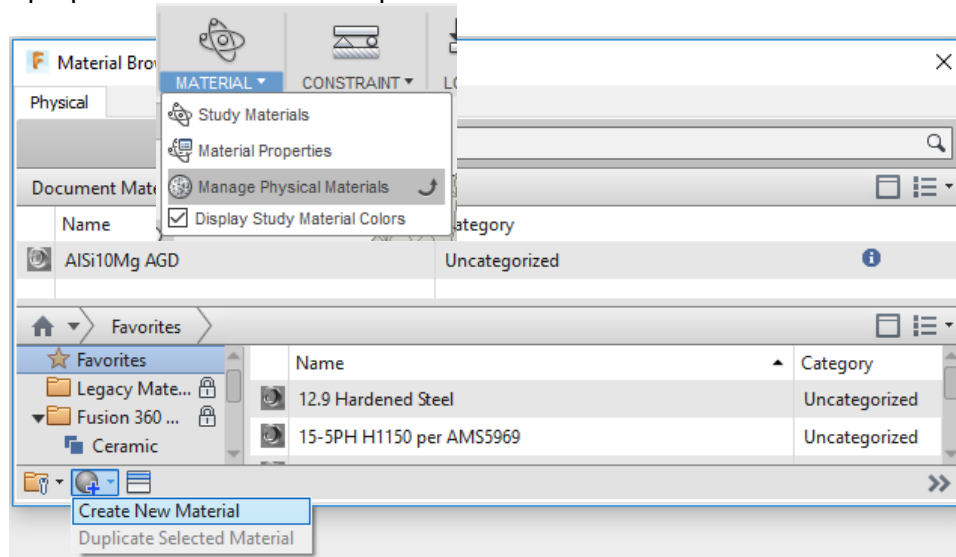 Material Bro
MATERIAL
CONSTRAINT
Physical
Study Materials
Material Properties
Manage Physical Materials
Display Study Material Colors
Document Mate
Name
ategory
AlSi10Mg AGD
Uncategorized
Favorites
Favorites
Legacy Mate...
Fusion 360 ...
Ceramic
Name
Category
12.9 Hardened Steel
Uncategorized
15-5PH H1150 per AMS5969
Uncategorized
Create New Material
Duplicate Selected Material